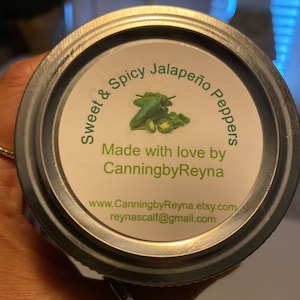 Sweet & Spicy Jalapeño Peppers
Made with love by
CanningbyReyna
www.CanningbyReyna.etsy.com
reynascalf@gmail.com